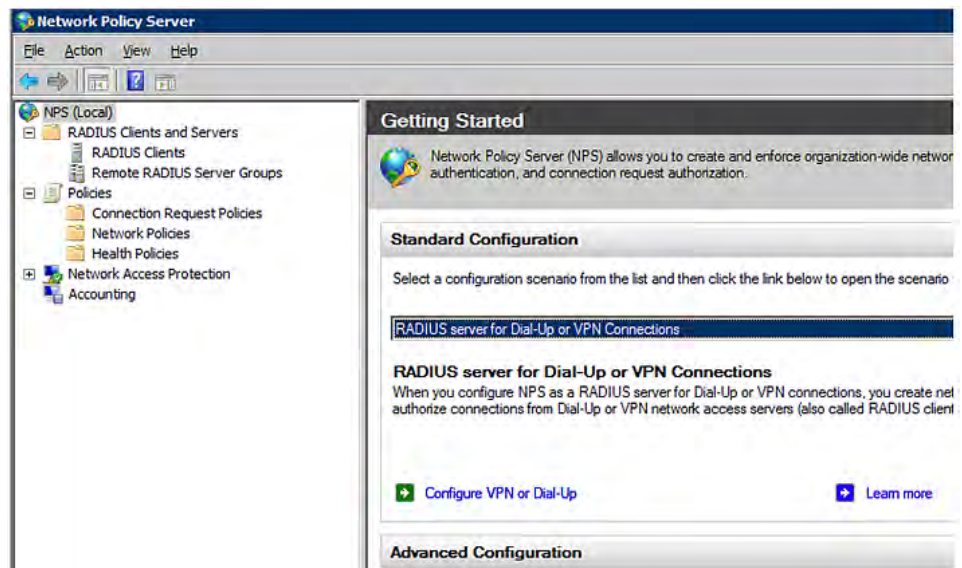 Network Policy Server
File Action View Help
NPS (Local)
RADIUS Clients and Servers
RADIUS Clients
Remote RADIUS Server Groups
Policies
Connection Request Policies
Network Policies
Health Policies
Network Access Protection
Accounting
Getting Started
Network Policy Server (NPS) allows you to create and enforce organization-wide networ
authentication, and connection request authorization.
Standard Configuration
Select a configuration scenario from the list and then click the link below to open the scenario
RADIUS server for Dial-Up or VPN Connections
RADIUS server for Dial-Up or VPN Connections
When you configure NPS as a RADIUS server for Dial-Up or VPN connections, you create net
authorize connections from Dial-Up or VPN network access servers (also called RADIUS client
Configure VPN or Dial-Up
Learn more
Advanced Configuration